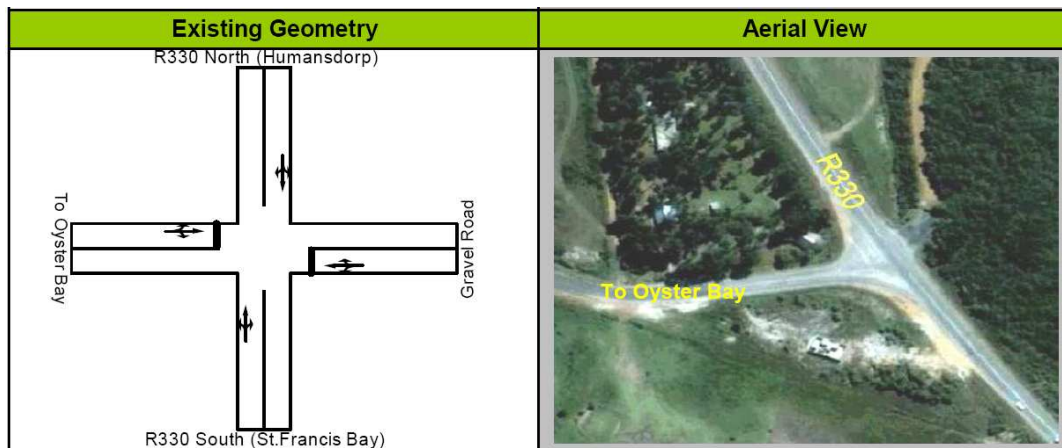 Existing Geometry
Aerial View
R330 North (Humansdorp)
To Oyster Bay
Gravel Road
R330 South (St.Francis Bay)
R330
To Oyster Bay